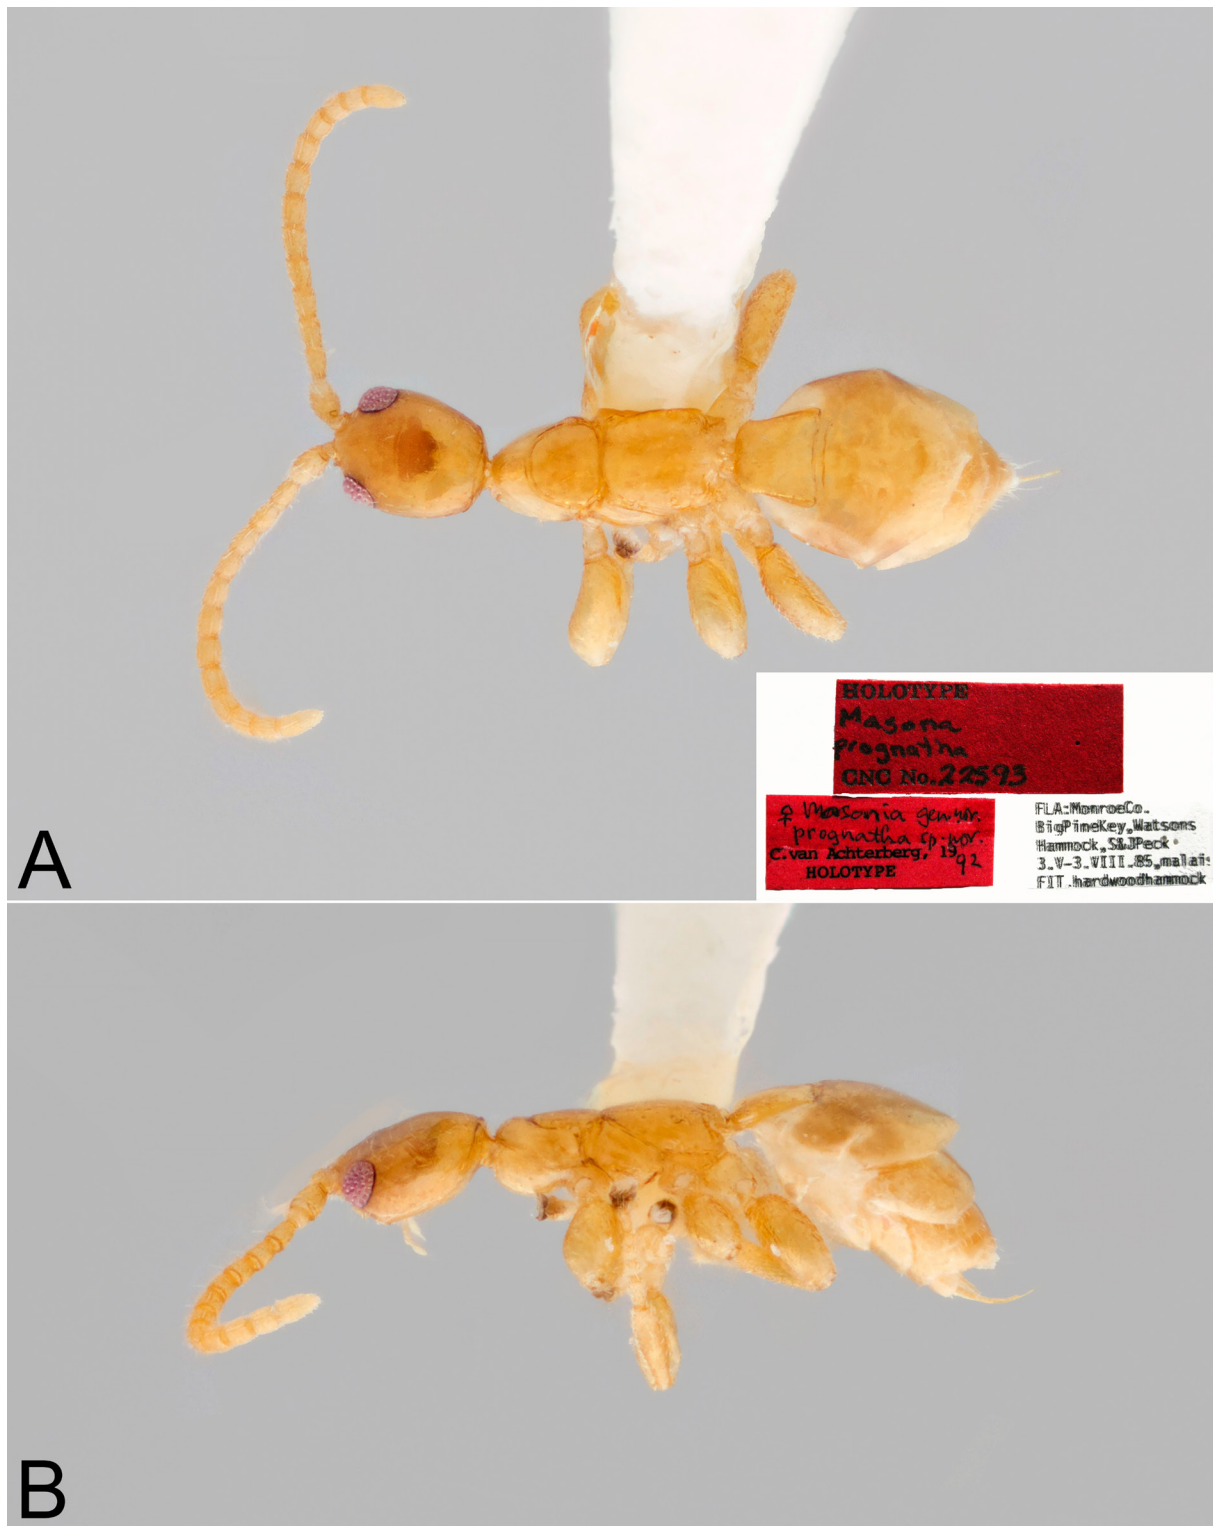 HOLOTYPE
Masona
prognatha
CNC No. 22593
♀ Masonia gen. nov.
prognatha sp. nov.
C. van Achterberg, 1992
HOLOTYPE
FLA:MonroeCo.
BigPineKey,Watsons
Hammock,S&JPeck
3.V-3.VIII.85,malai
FIT.hardwoodhammock
A
B